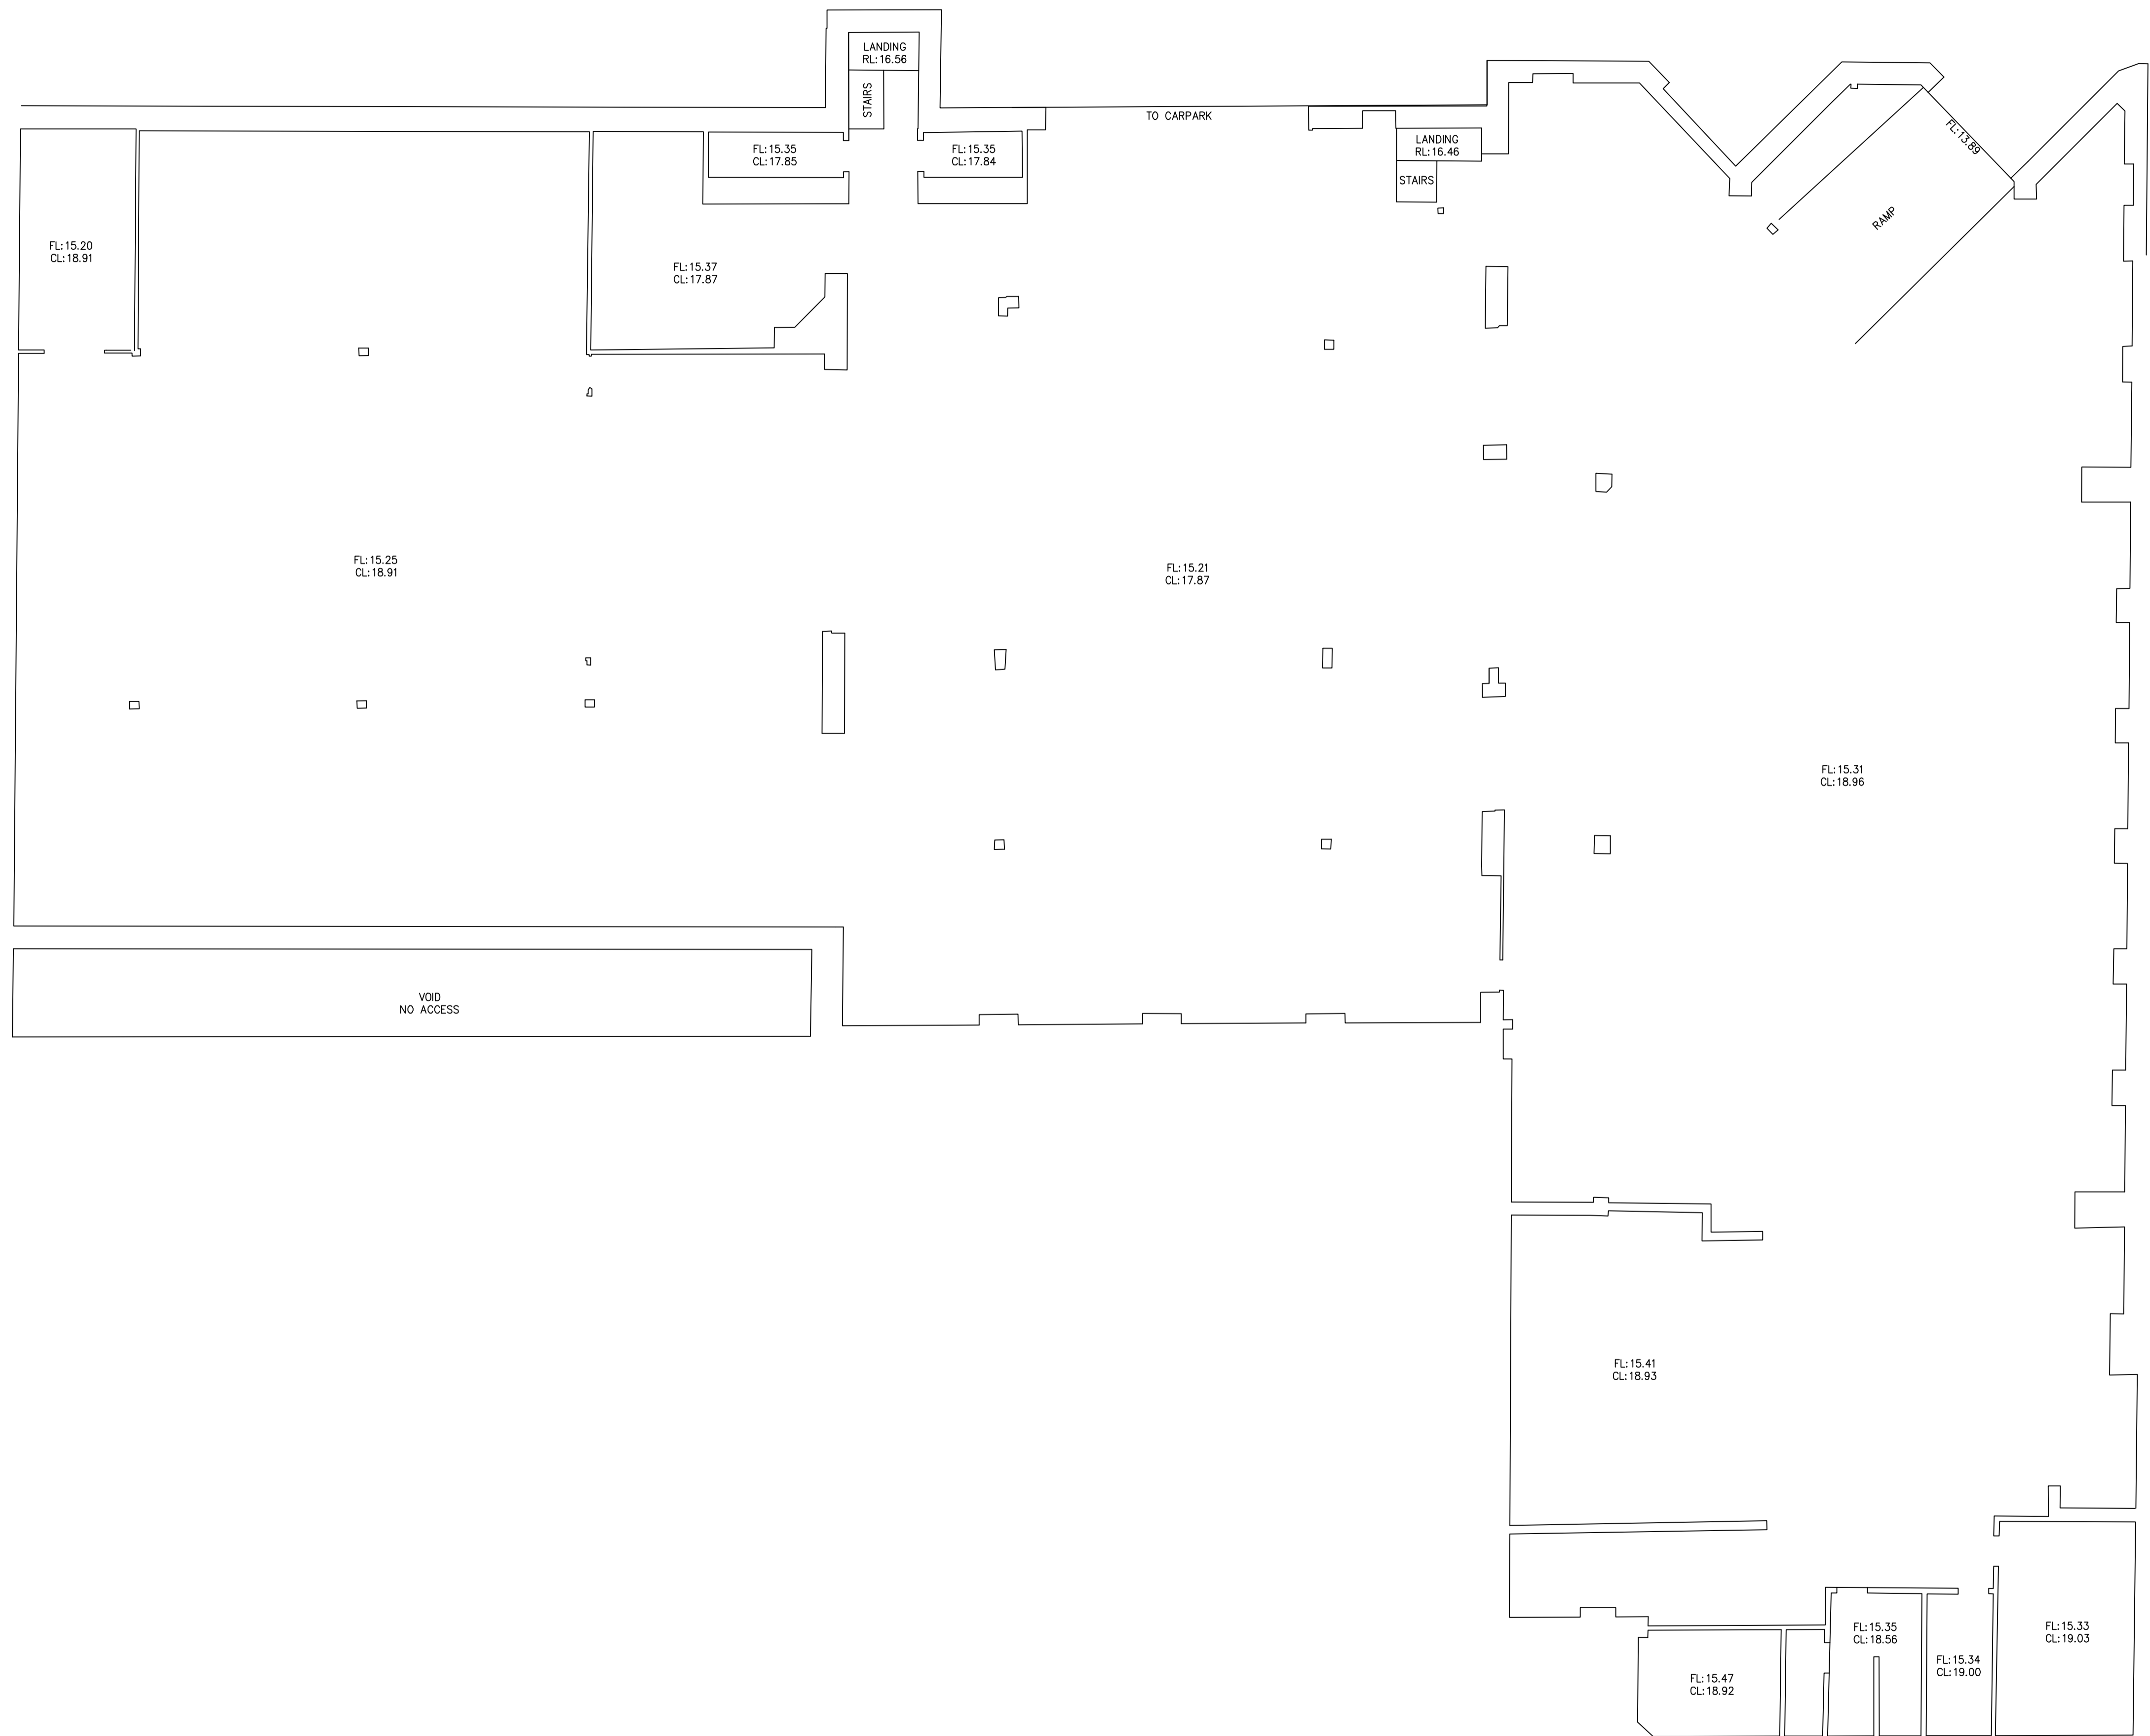 LANDING
RL:16.56
STAIRS
TO CARPARK
LANDING
RL:16.46
STAIRS
FL:13.89
RAMP
FL:15.35
CL:17.85
FL:15.35
CL:17.84
FL:15.20
CL:18.91
FL:15.37
CL:17.87
FL:15.25
CL:18.91
FL:15.21
CL:17.87
FL:15.31
CL:18.96
VOID
NO ACCESS
FL:15.41
CL:18.93
FL:15.35
CL:18.56
FL:15.33
CL:19.03
FL:15.34
CL:19.00
FL:15.47
CL:18.92